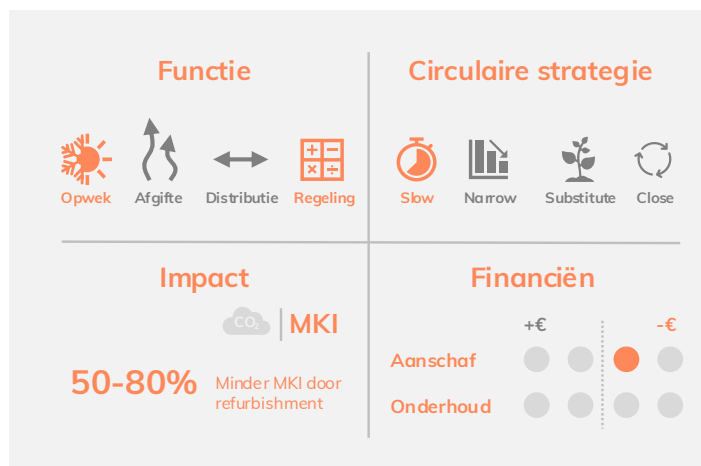 Functie
Opwek Afgifte Distributie Regeling
Circulaire strategie
Slow Narrow Substitute Close
Impact
CO₂ MKI
50-80% Minder MKI door
refurbishment
Financiën
+€ -€
Aanschaf
Onderhoud